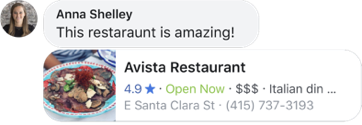 Anna Shelley
This restaraunt is amazing!
Avista Restaurant
4.9 ★ · Open Now · $$$ · Italian din ...
E Santa Clara St · (415) 737-3193